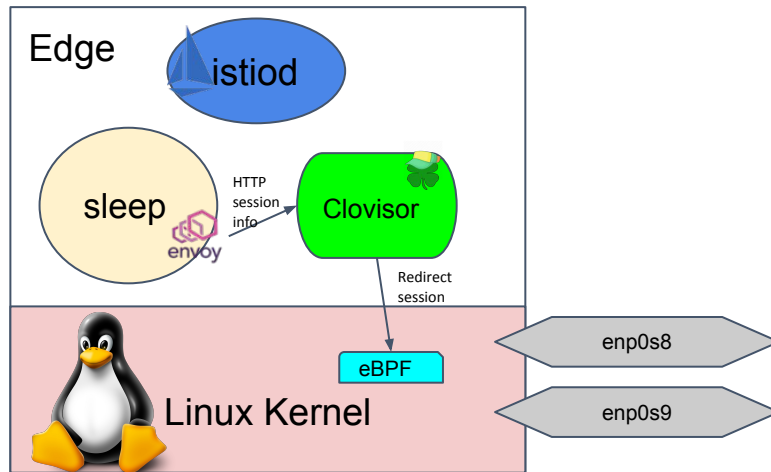 Edge
istiod
sleep
envoy
HTTP
session
info
Clovisor
Redirect
session
eBPF
Linux Kernel
enp0s8
enp0s9